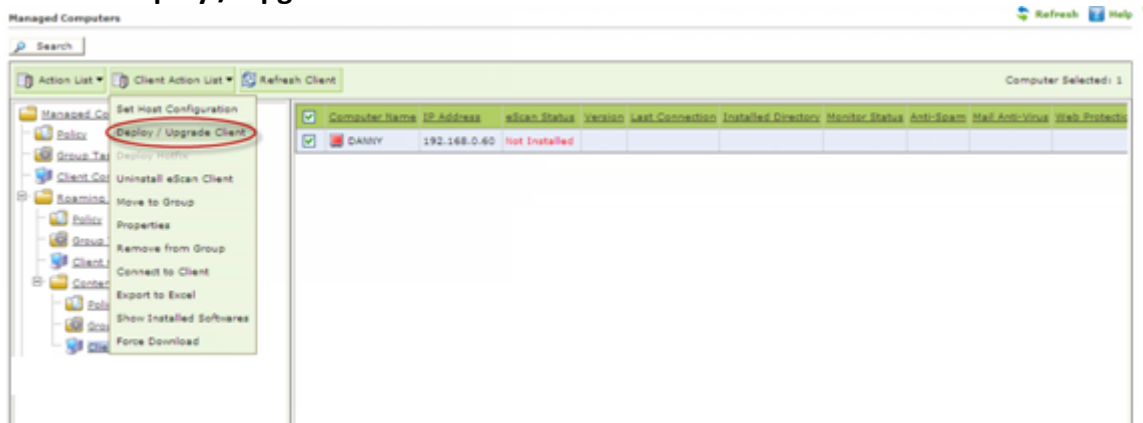 Managed Computers
Refresh Help
Search
Action List Client Action List Refresh Client
Computer Selected: 1
Managed Co
Policy
Group Ta
Client Co
Roaming
Policy
Group
Client
Conte
Poli
Grou
Clie
Set Host Configuration
Deploy / Upgrade Client
Deploy Hotfix
Uninstall eScan Client
Move to Group
Properties
Remove from Group
Connect to Client
Export to Excel
Show Installed Softwares
Force Download
Computer Name IP Address eScan Status Version Last Connection Installed Directory Monitor Status Anti-Spam Mail Anti-Virus Web Protectio
DANNY 192.168.0.60 Not Installed